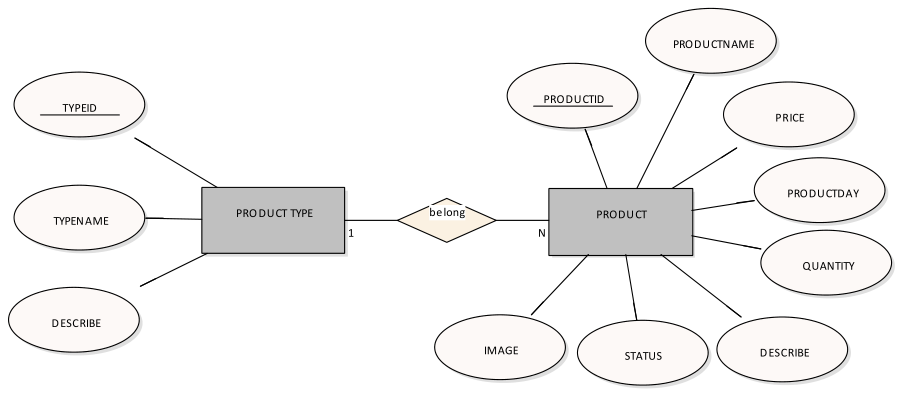 PRODUCTNAME
PRODUCTID
TYPEID
PRICE
PRODUCTDAY
TYPENAME
PRODUCT TYPE
belong
PRODUCT
1
N
QUANTITY
DESCRIBE
IMAGE
STATUS
DESCRIBE